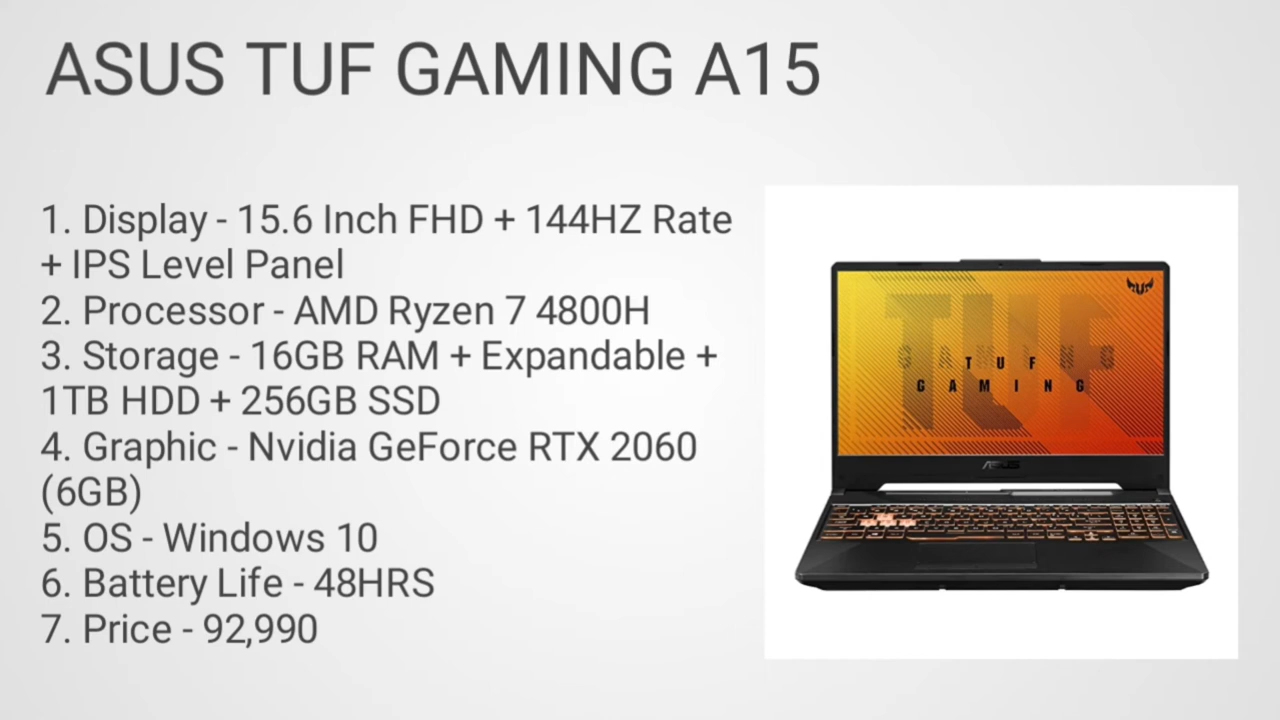 ASUS TUF GAMING A15
1. Display - 15.6 Inch FHD + 144HZ Rate
+ IPS Level Panel
2. Processor - AMD Ryzen 7 4800H
3. Storage - 16GB RAM + Expandable +
1TB HDD + 256GB SSD
4. Graphic - Nvidia GeForce RTX 2060
(6GB)
5. OS - Windows 10
6. Battery Life - 48HRS
7. Price - 92,990
TUF
TUF
GAMING
ASUS